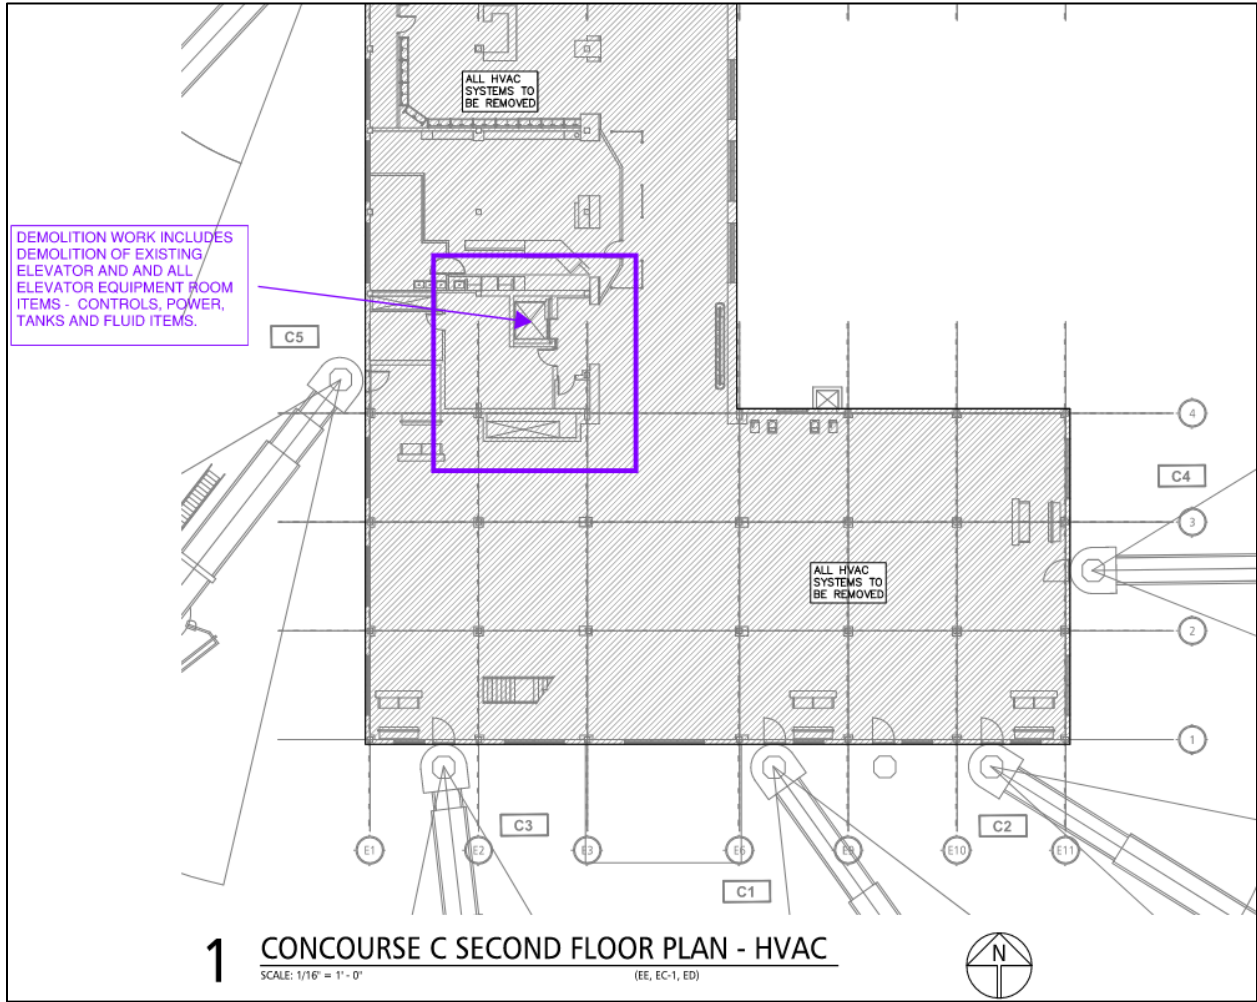 ALL HVAC
SYSTEMS TO
BE REMOVED
DEMOLITION WORK INCLUDES
DEMOLITION OF EXISTING
ELEVATOR AND AND ALL
ELEVATOR EQUIPMENT ROOM
ITEMS - CONTROLS, POWER,
TANKS AND FLUID ITEMS.
C5
4
C4
3
ALL HVAC
SYSTEMS TO
BE REMOVED
2
1
C3
C2
E1
E2
E3
E6
E9
E10
E11
C1
1
CONCOURSE C SECOND FLOOR PLAN - HVAC
SCALE: 1/16" = 1' - 0"
(EE, EC-1, ED)
N